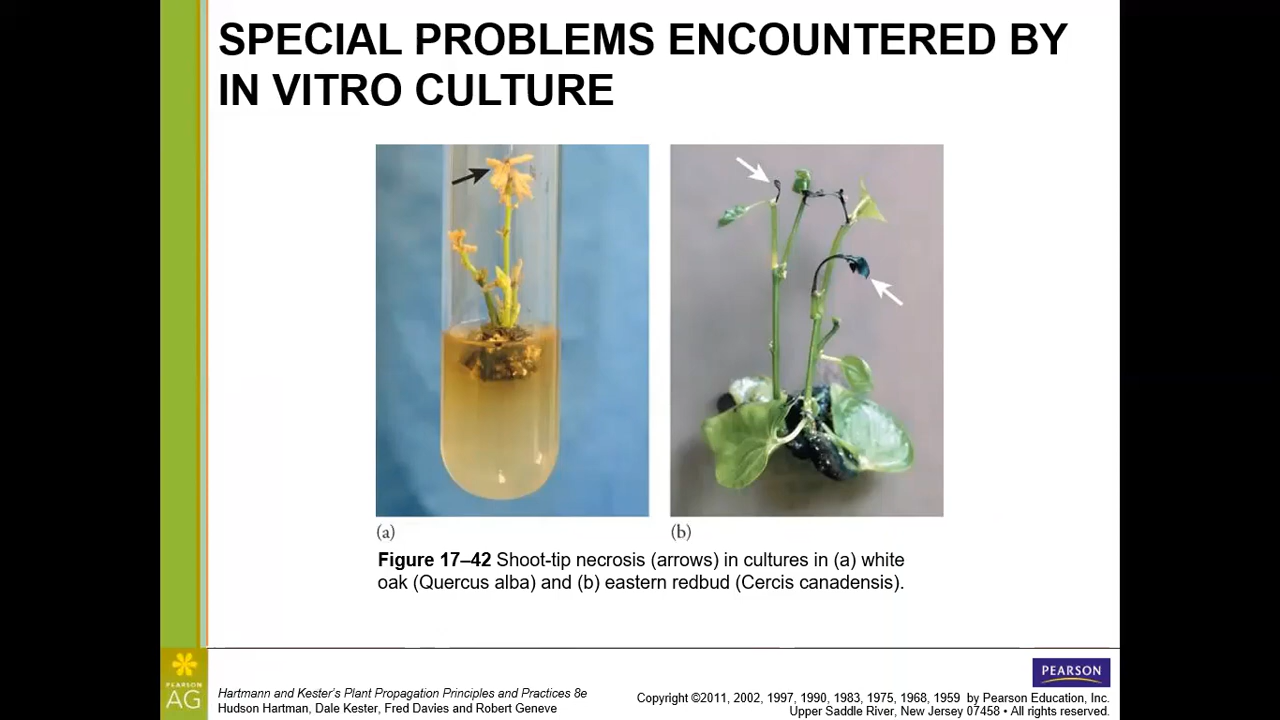 SPECIAL PROBLEMS ENCOUNTERED BY
IN VITRO CULTURE
(a)
(b)
Figure 17–42 Shoot-tip necrosis (arrows) in cultures in (a) white
oak (Quercus alba) and (b) eastern redbud (Cercis canadensis).
PEARSON
AG
Hartmann and Kester's Plant Propagation Principles and Practices 8e
Hudson Hartman, Dale Kester, Fred Davies and Robert Geneve
PEARSON
Copyright ©2011, 2002, 1997, 1990, 1983, 1975, 1968, 1959 by Pearson Education, Inc.
Upper Saddle River, New Jersey 07458 • All rights reserved.